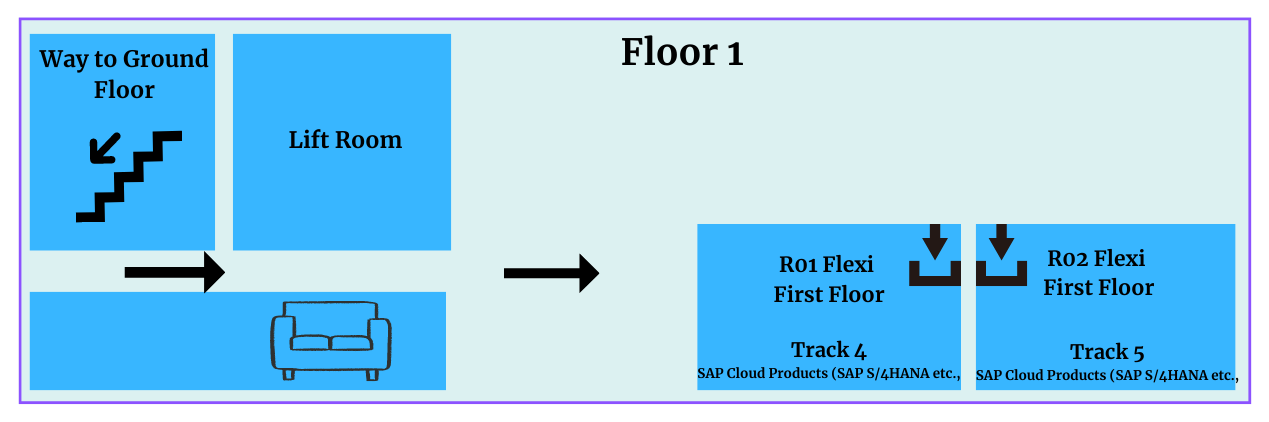 Floor 1
Way to Ground
Floor
Lift Room
R01 Flexi
First Floor
Track 4
SAP Cloud Products (SAP S/4HANA etc.,
R02 Flexi
First Floor
Track 5
SAP Cloud Products (SAP S/4HANA etc.,